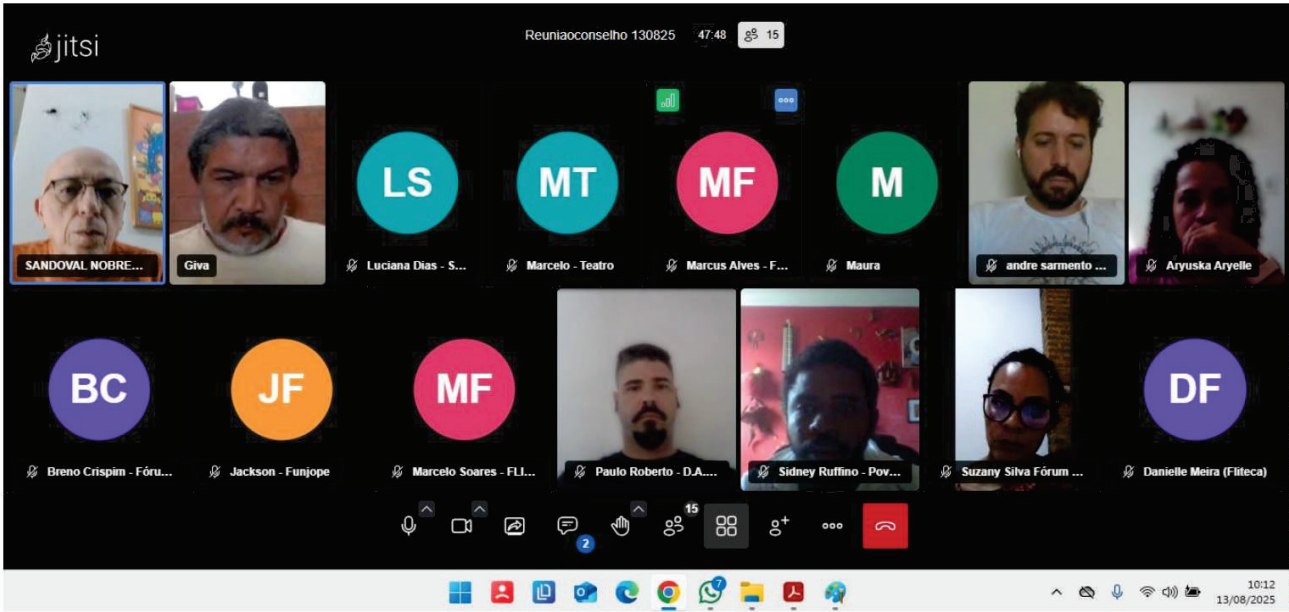 jitsi
Reuniaoconselho 130825 47:48 15
SANDOVAL NOBRE...
Giva
LS
Luciana Dias - S...
MT
Marcelo - Teatro
MF
Marcus Alves - F...
M
Maura
andre sarmento ...
Aryuska Aryelle
BC
Breno Crispim - Fóru...
JF
Jackson - Funjope
MF
Marcelo Soares - FLI...
Paulo Roberto - D.A....
Sidney Ruffino - Pov...
Suzany Silva Fórum ...
DF
Danielle Meira (Fliteca)
2
15
7
10:12
13/08/2025